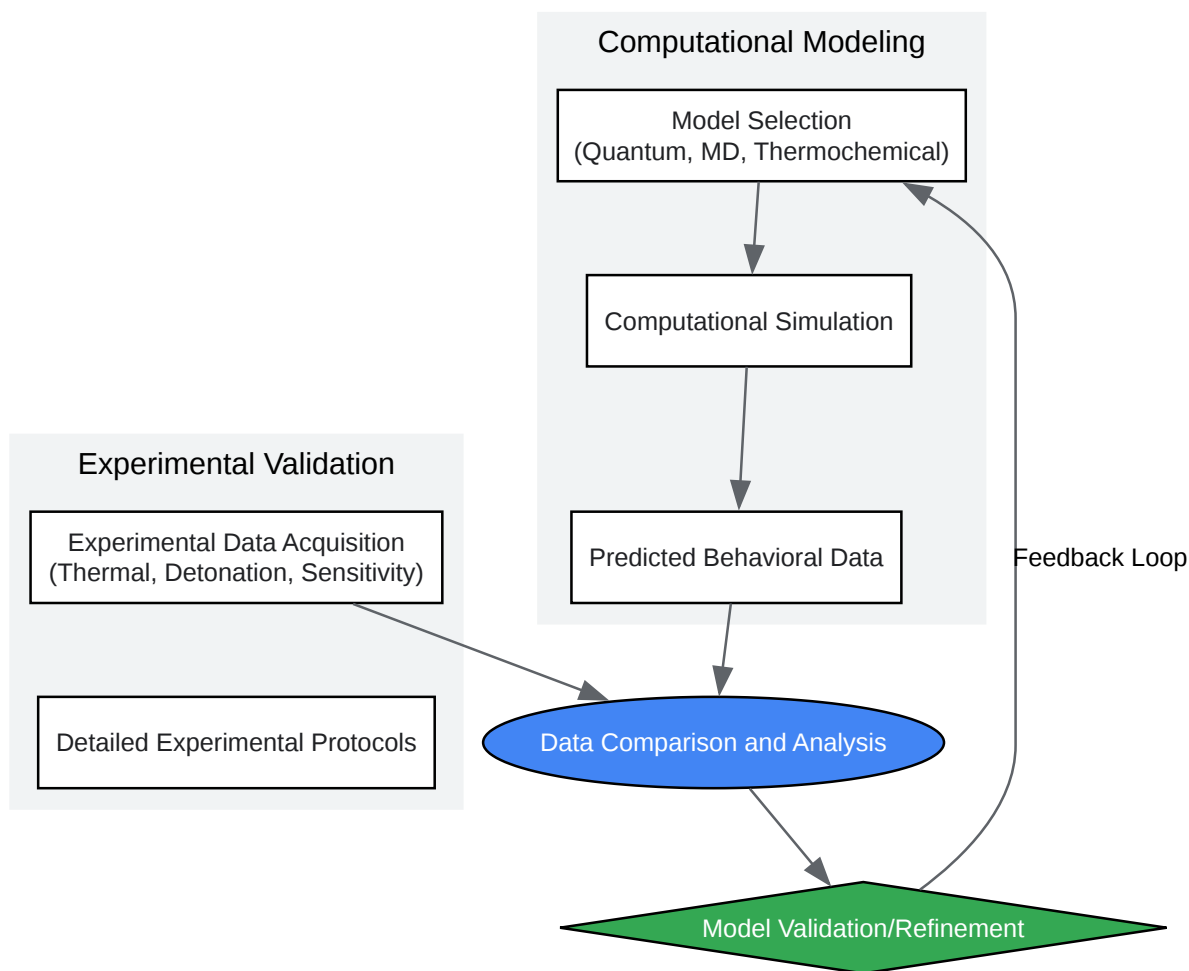 Computational Modeling
Model Selection
(Quantum, MD, Thermochemical)
Computational Simulation
Experimental Validation
Experimental Data Acquisition
(Thermal, Detonation, Sensitivity)
Predicted Behavioral Data
Feedback Loop
Detailed Experimental Protocols
Data Comparison and Analysis
Model Validation/Refinement